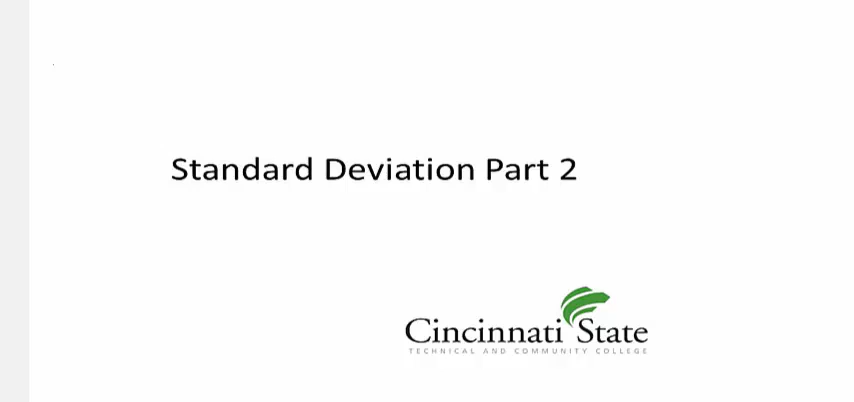 Standard Deviation Part 2
Cincinnati State
TECHNICAL AND COMMUNITY COLLEGE